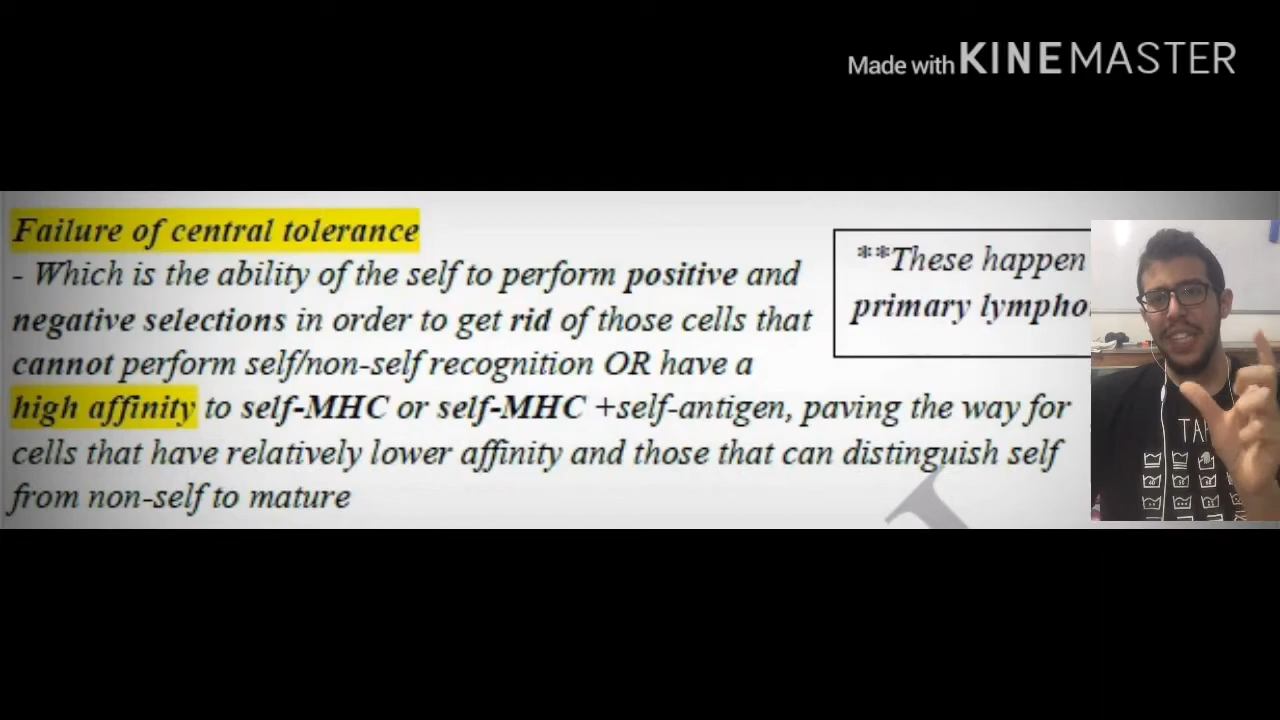 Made with KINEMASTER
Failure of central tolerance
- Which is the ability of the self to perform positive and
negative selections in order to get rid of those cells that
cannot perform self/non-self recognition OR have a
high affinity to self-MHC or self-MHC +self-antigen, paving the way for
cells that have relatively lower affinity and those that can distinguish self
from non-self to mature
**These happen
primary lympho